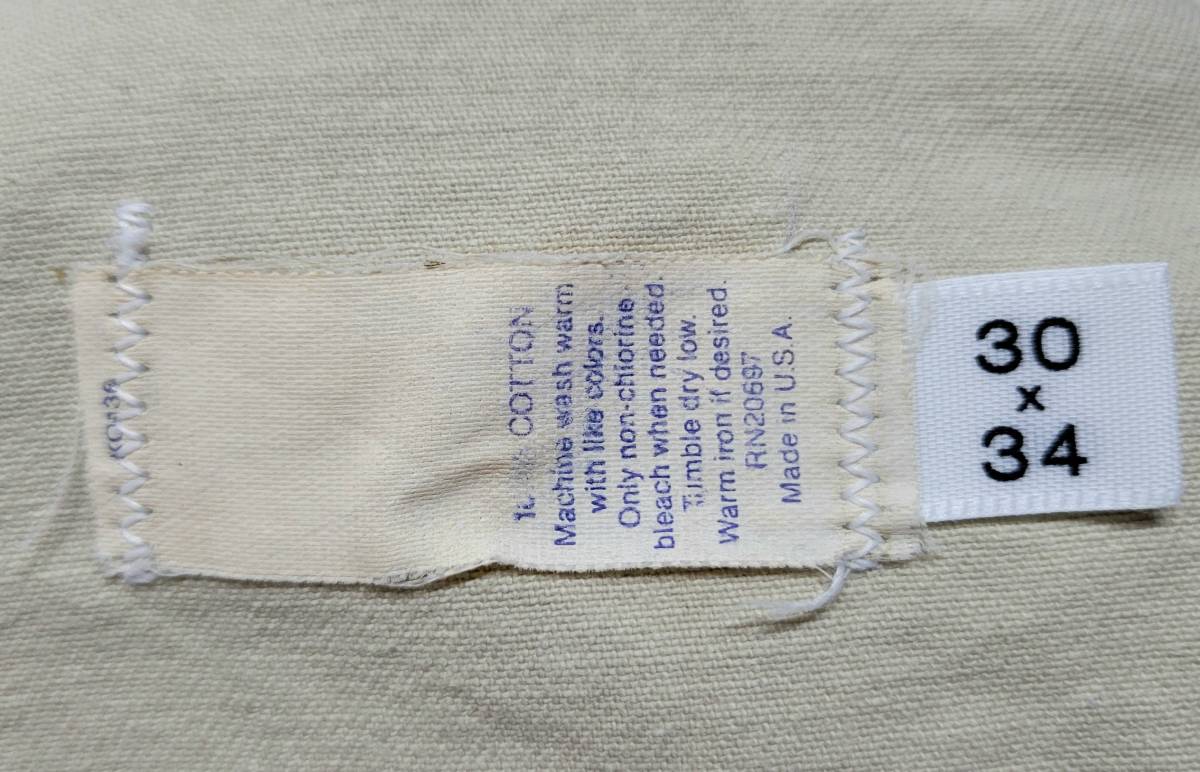 COTTON
Machine wash warm
with like colors.
Only non-chlorine
bleach when needed.
Tumble dry low.
Warm iron if desired.
RN20697
Made in U.S.A.
30
x
34